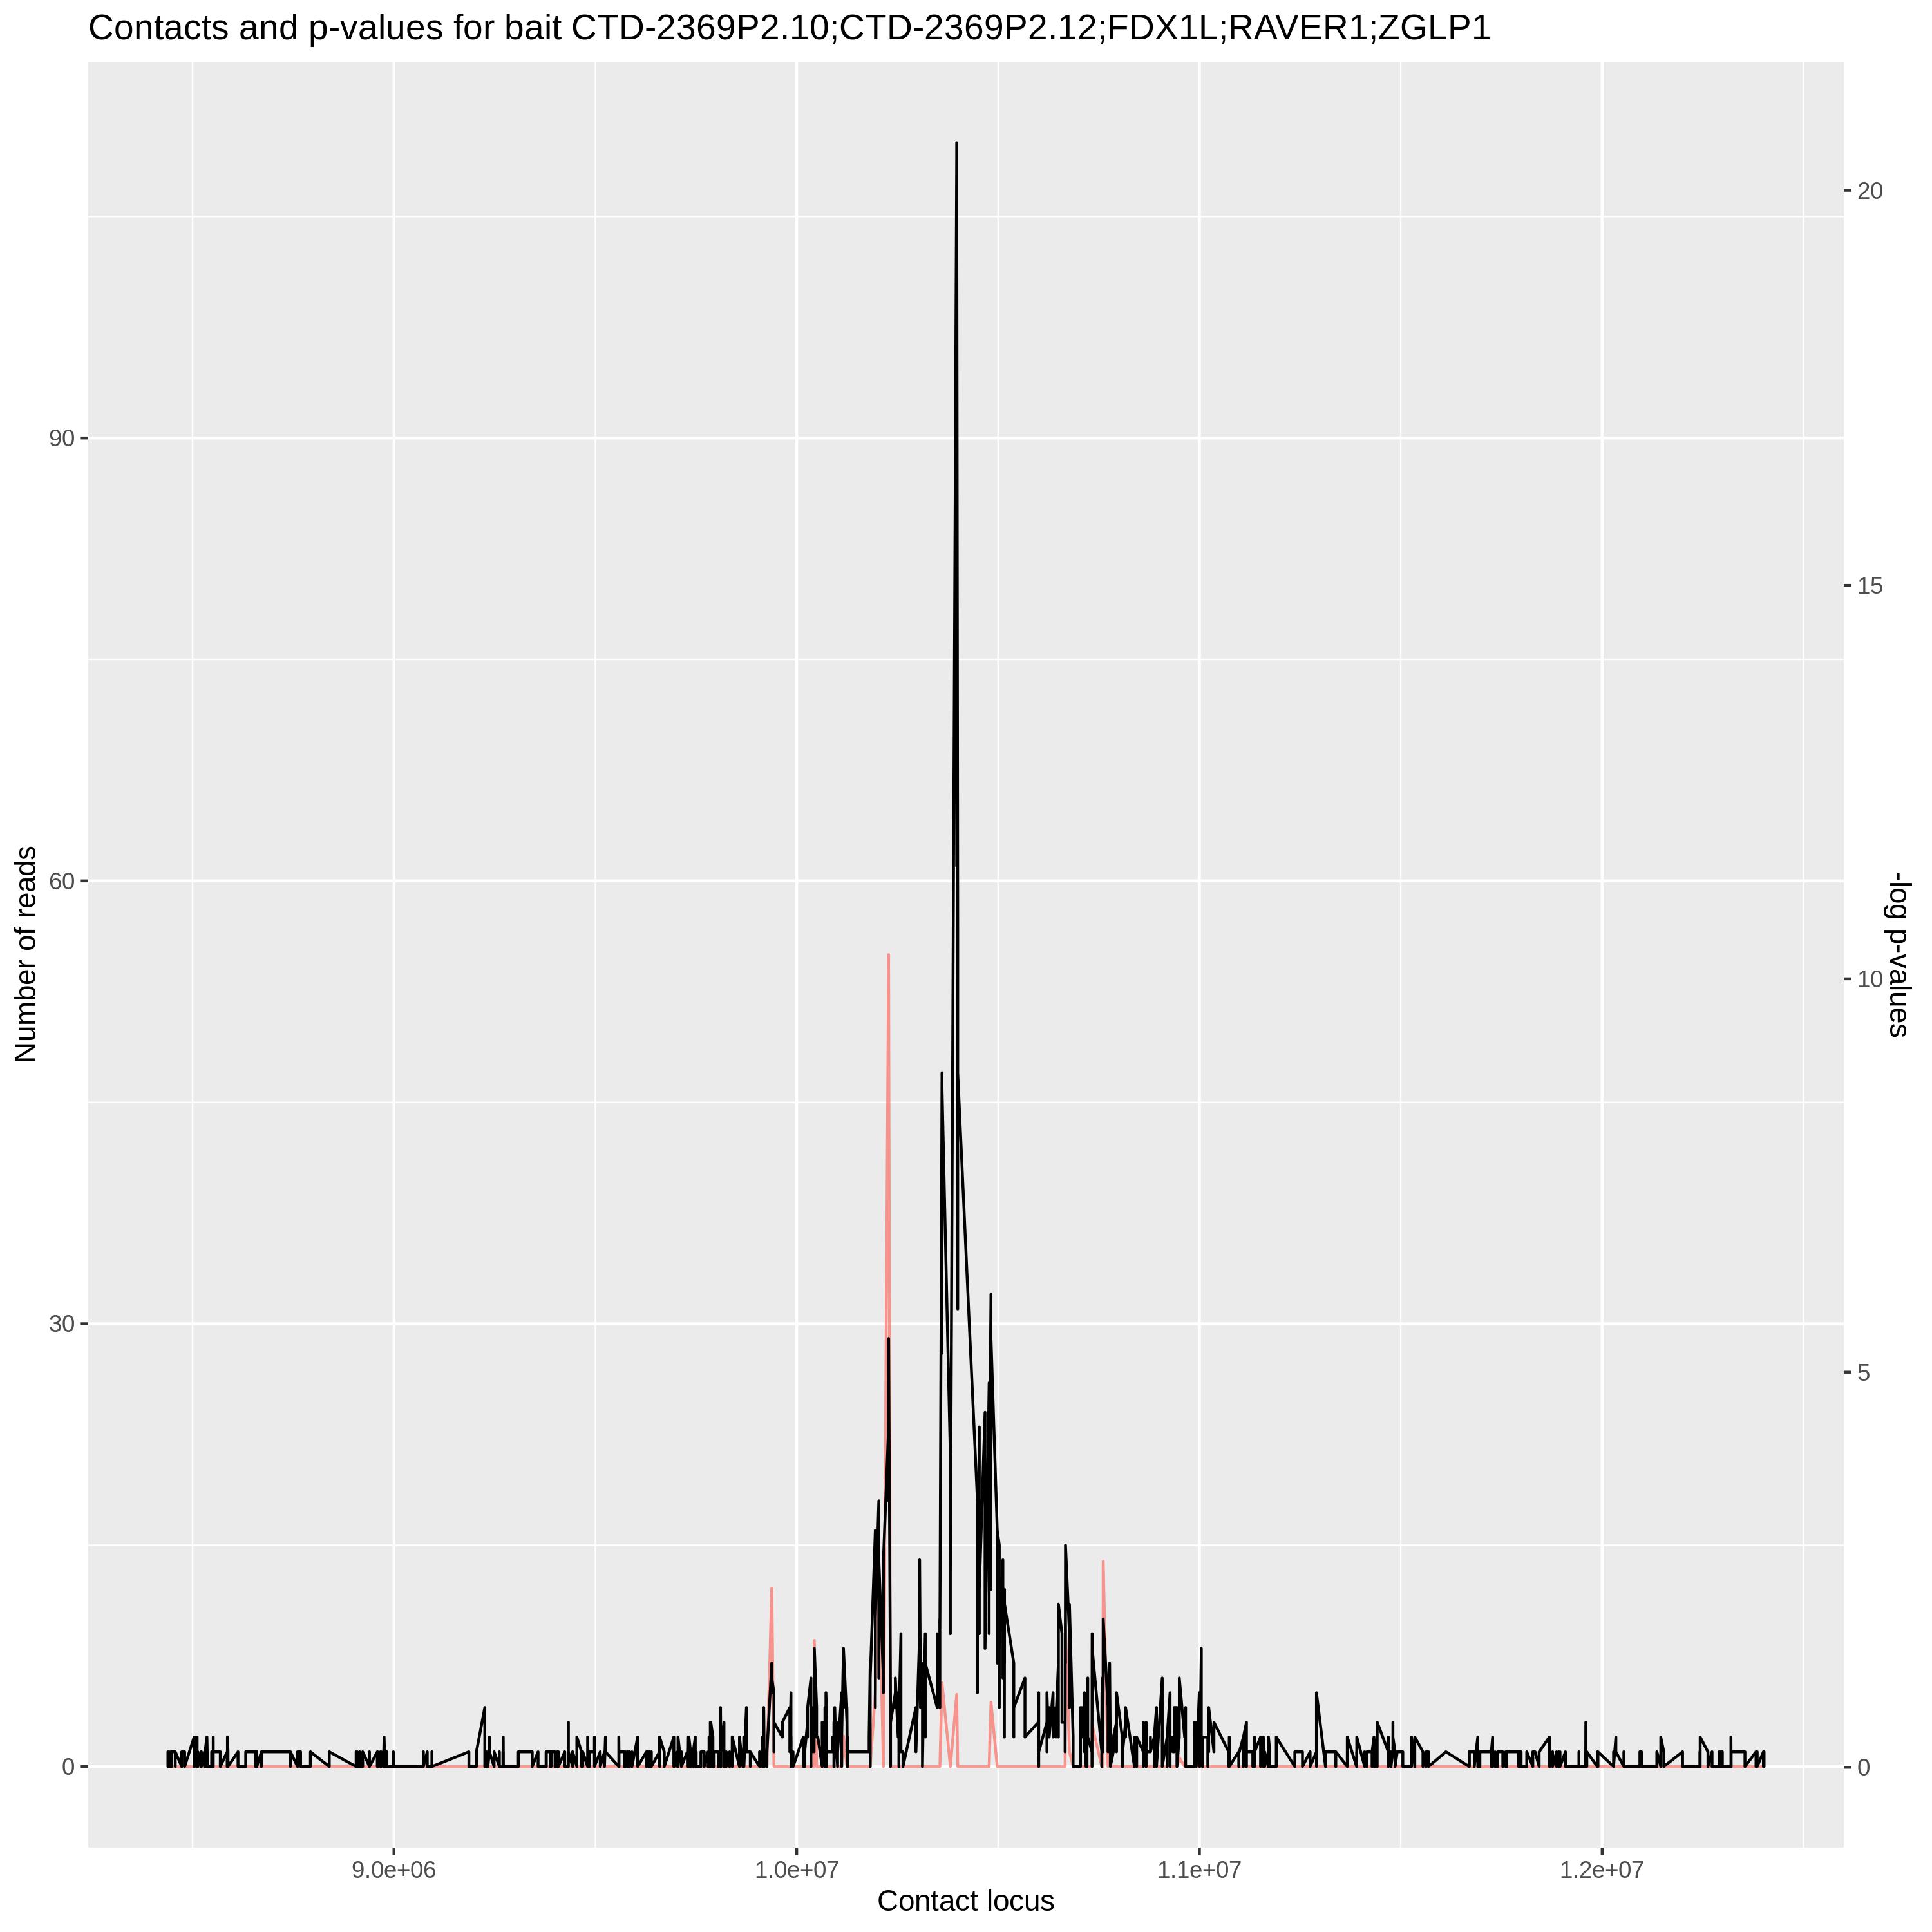 Contacts and p-values for bait CTD-2369P2.10;CTD-2369P2.12;FDX1L;RAVER1;ZGLP1
Number of reads
90
60
30
0
20
15
10
5
0
-log p-values
9.0e+06
1.0e+07
1.1e+07
1.2e+07
Contact locus